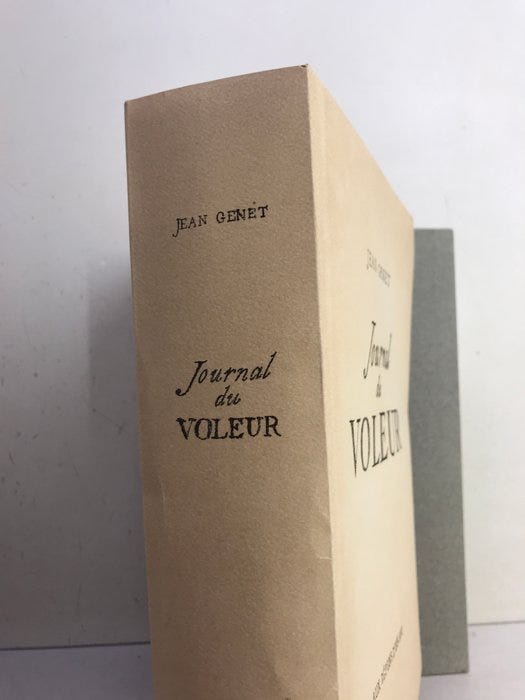 JEAN GENET
Journal
du
VOLEUR
JEAN GENET
Journal
du
VOLEUR